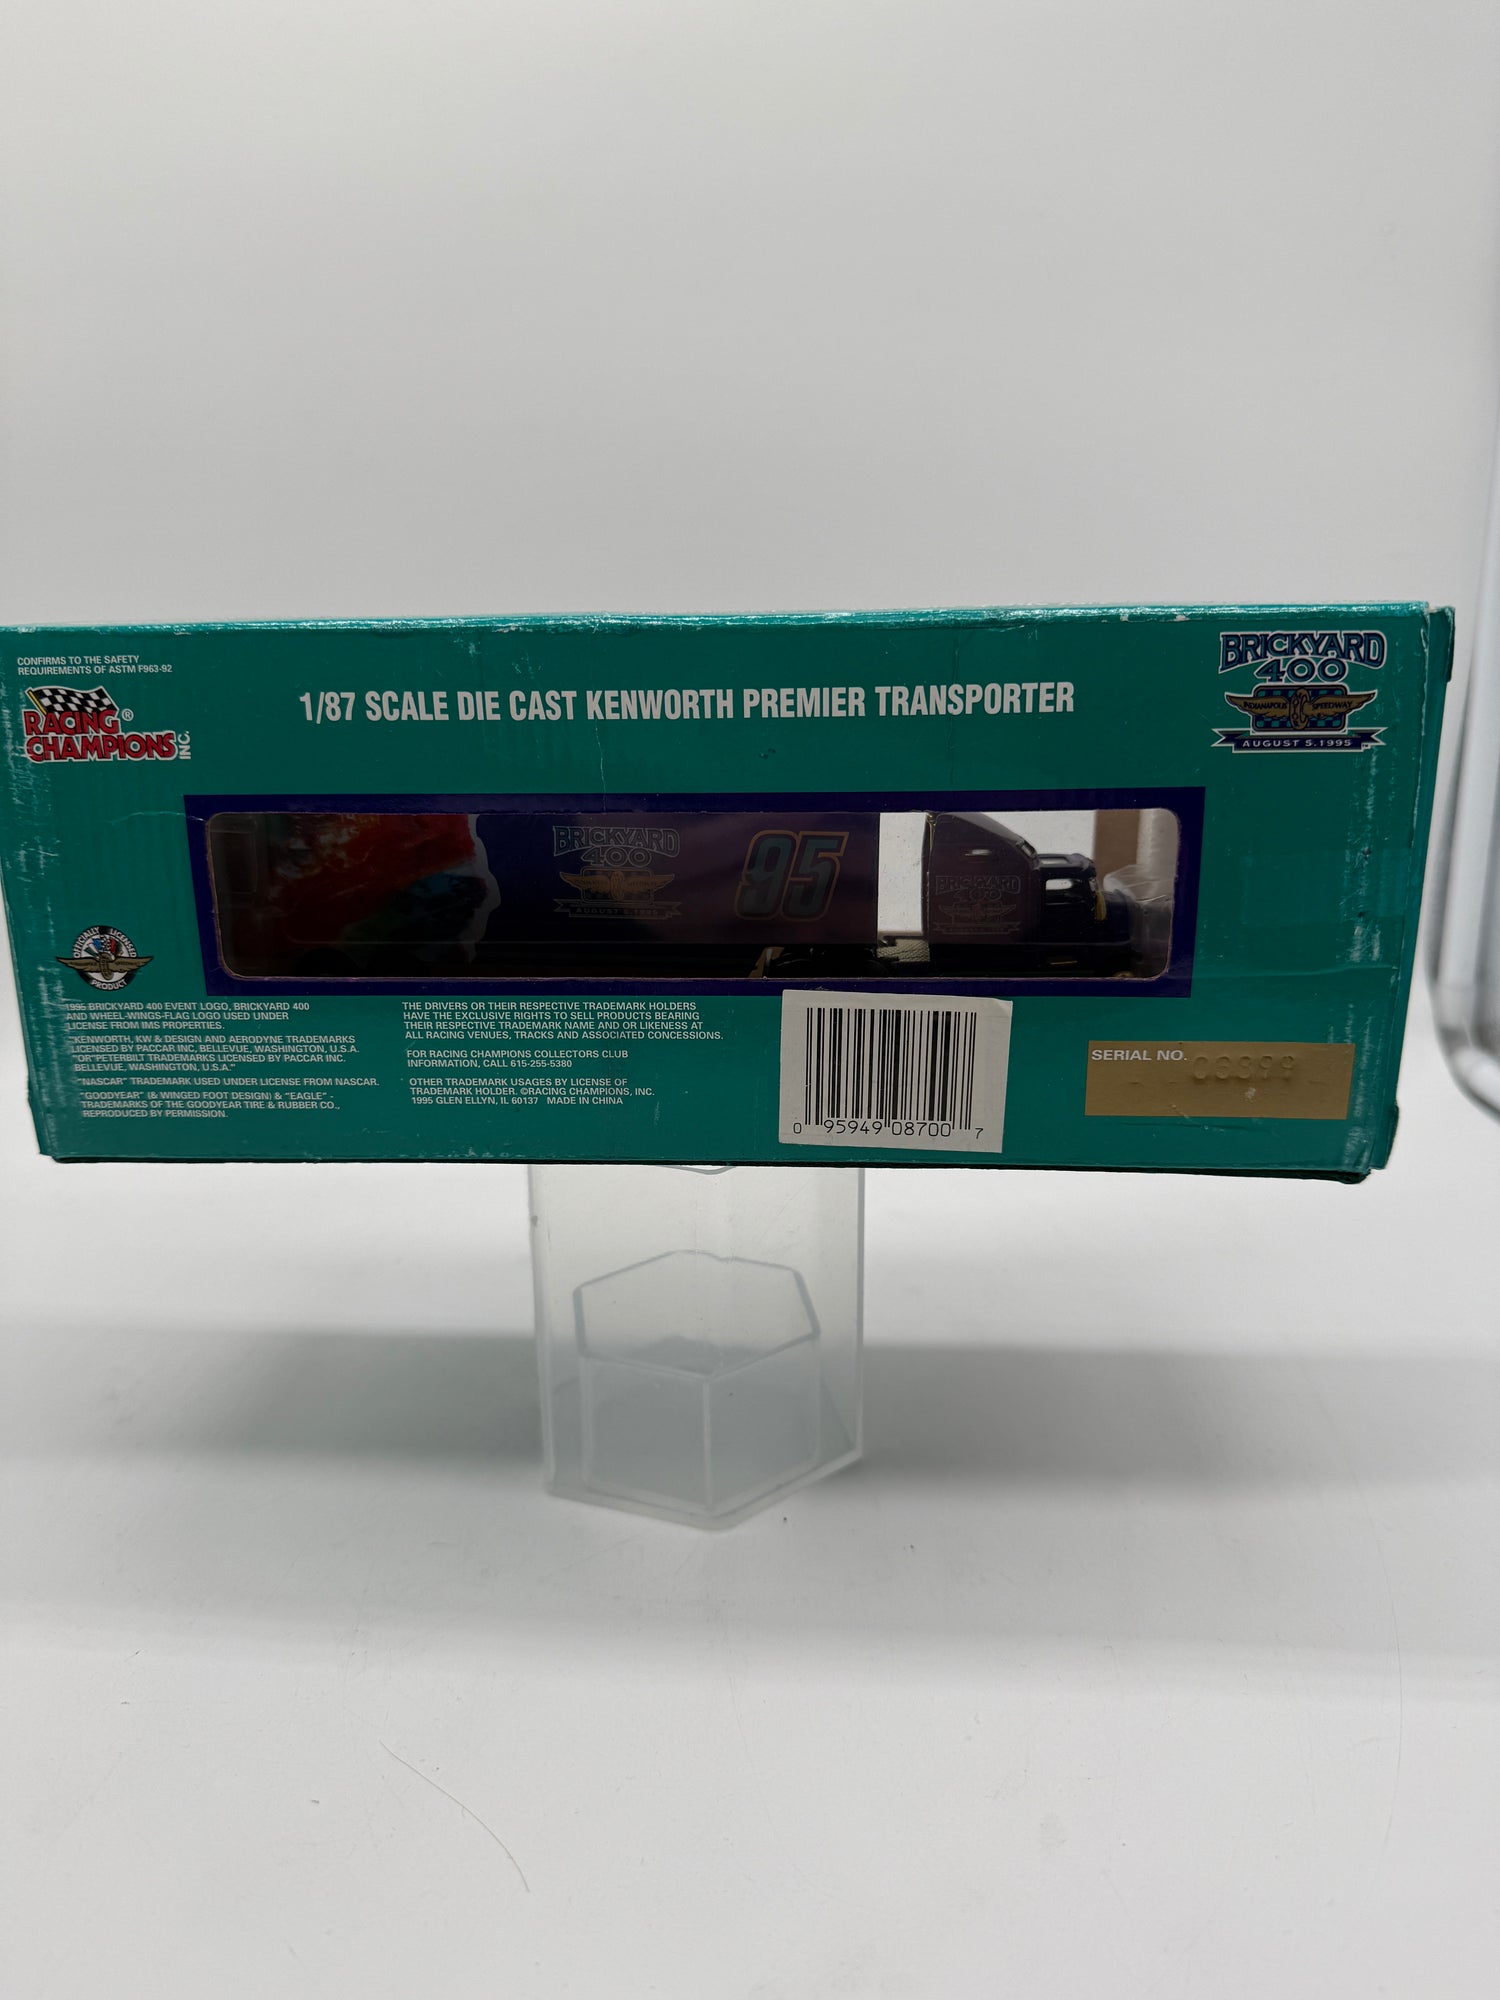 CONFIRMS TO THE SAFETY
REQUIREMENTS OF ASTM F963-92
RACING ®
CHAMPIONS INC.
1/87 SCALE DIE CAST KENWORTH PREMIER TRANSPORTER
BRICKYARD
400
INDIANAPOLIS SPEEDWAY
AUGUST 5, 1995
BRICKYARD
400
AUGUST 5, 1995
95
BRICKYARD
400
OFFICIALLY LICENSED
PRODUCT
1995 BRICKYARD 400 EVENT LOGO, BRICKYARD 400
AND WHEEL-WINGS-FLAG LOGO USED UNDER
LICENSE FROM IMS PROPERTIES.
"KENWORTH, KW & DESIGN AND AERODYNE TRADEMARKS
LICENSED BY PACCAR INC, BELLEVUE, WASHINGTON, U.S.A.
"OR"PETERBILT TRADEMARKS LICENSED BY PACCAR INC.
BELLEVUE, WASHINGTON, U.S.A."
"NASCAR" TRADEMARK USED UNDER LICENSE FROM NASCAR.
"GOODYEAR" (& WINGED FOOT DESIGN) & "EAGLE" -
TRADEMARKS OF THE GOODYEAR TIRE & RUBBER CO.,
REPRODUCED BY PERMISSION.
THE DRIVERS OR THEIR RESPECTIVE TRADEMARK HOLDERS
HAVE THE EXCLUSIVE RIGHTS TO SELL PRODUCTS BEARING
THEIR RESPECTIVE TRADEMARK NAME AND OR LIKENESS AT
ALL RACING VENUES, TRACKS AND ASSOCIATED CONCESSIONS.
FOR RACING CHAMPIONS COLLECTORS CLUB
INFORMATION, CALL 615-255-5380
OTHER TRADEMARK USAGES BY LICENSE OF
TRADEMARK HOLDER. ©RACING CHAMPIONS, INC.
1995 GLEN ELLYN, IL 60137 MADE IN CHINA
0 95949 08700 7
SERIAL NO.